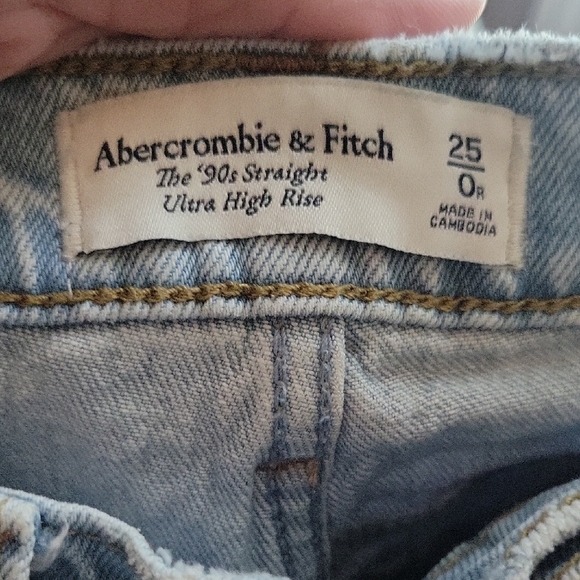 Abercrombie & Fitch
The '90s Straight
Ultra High Rise
25
0R
MADE IN
CAMBODIA